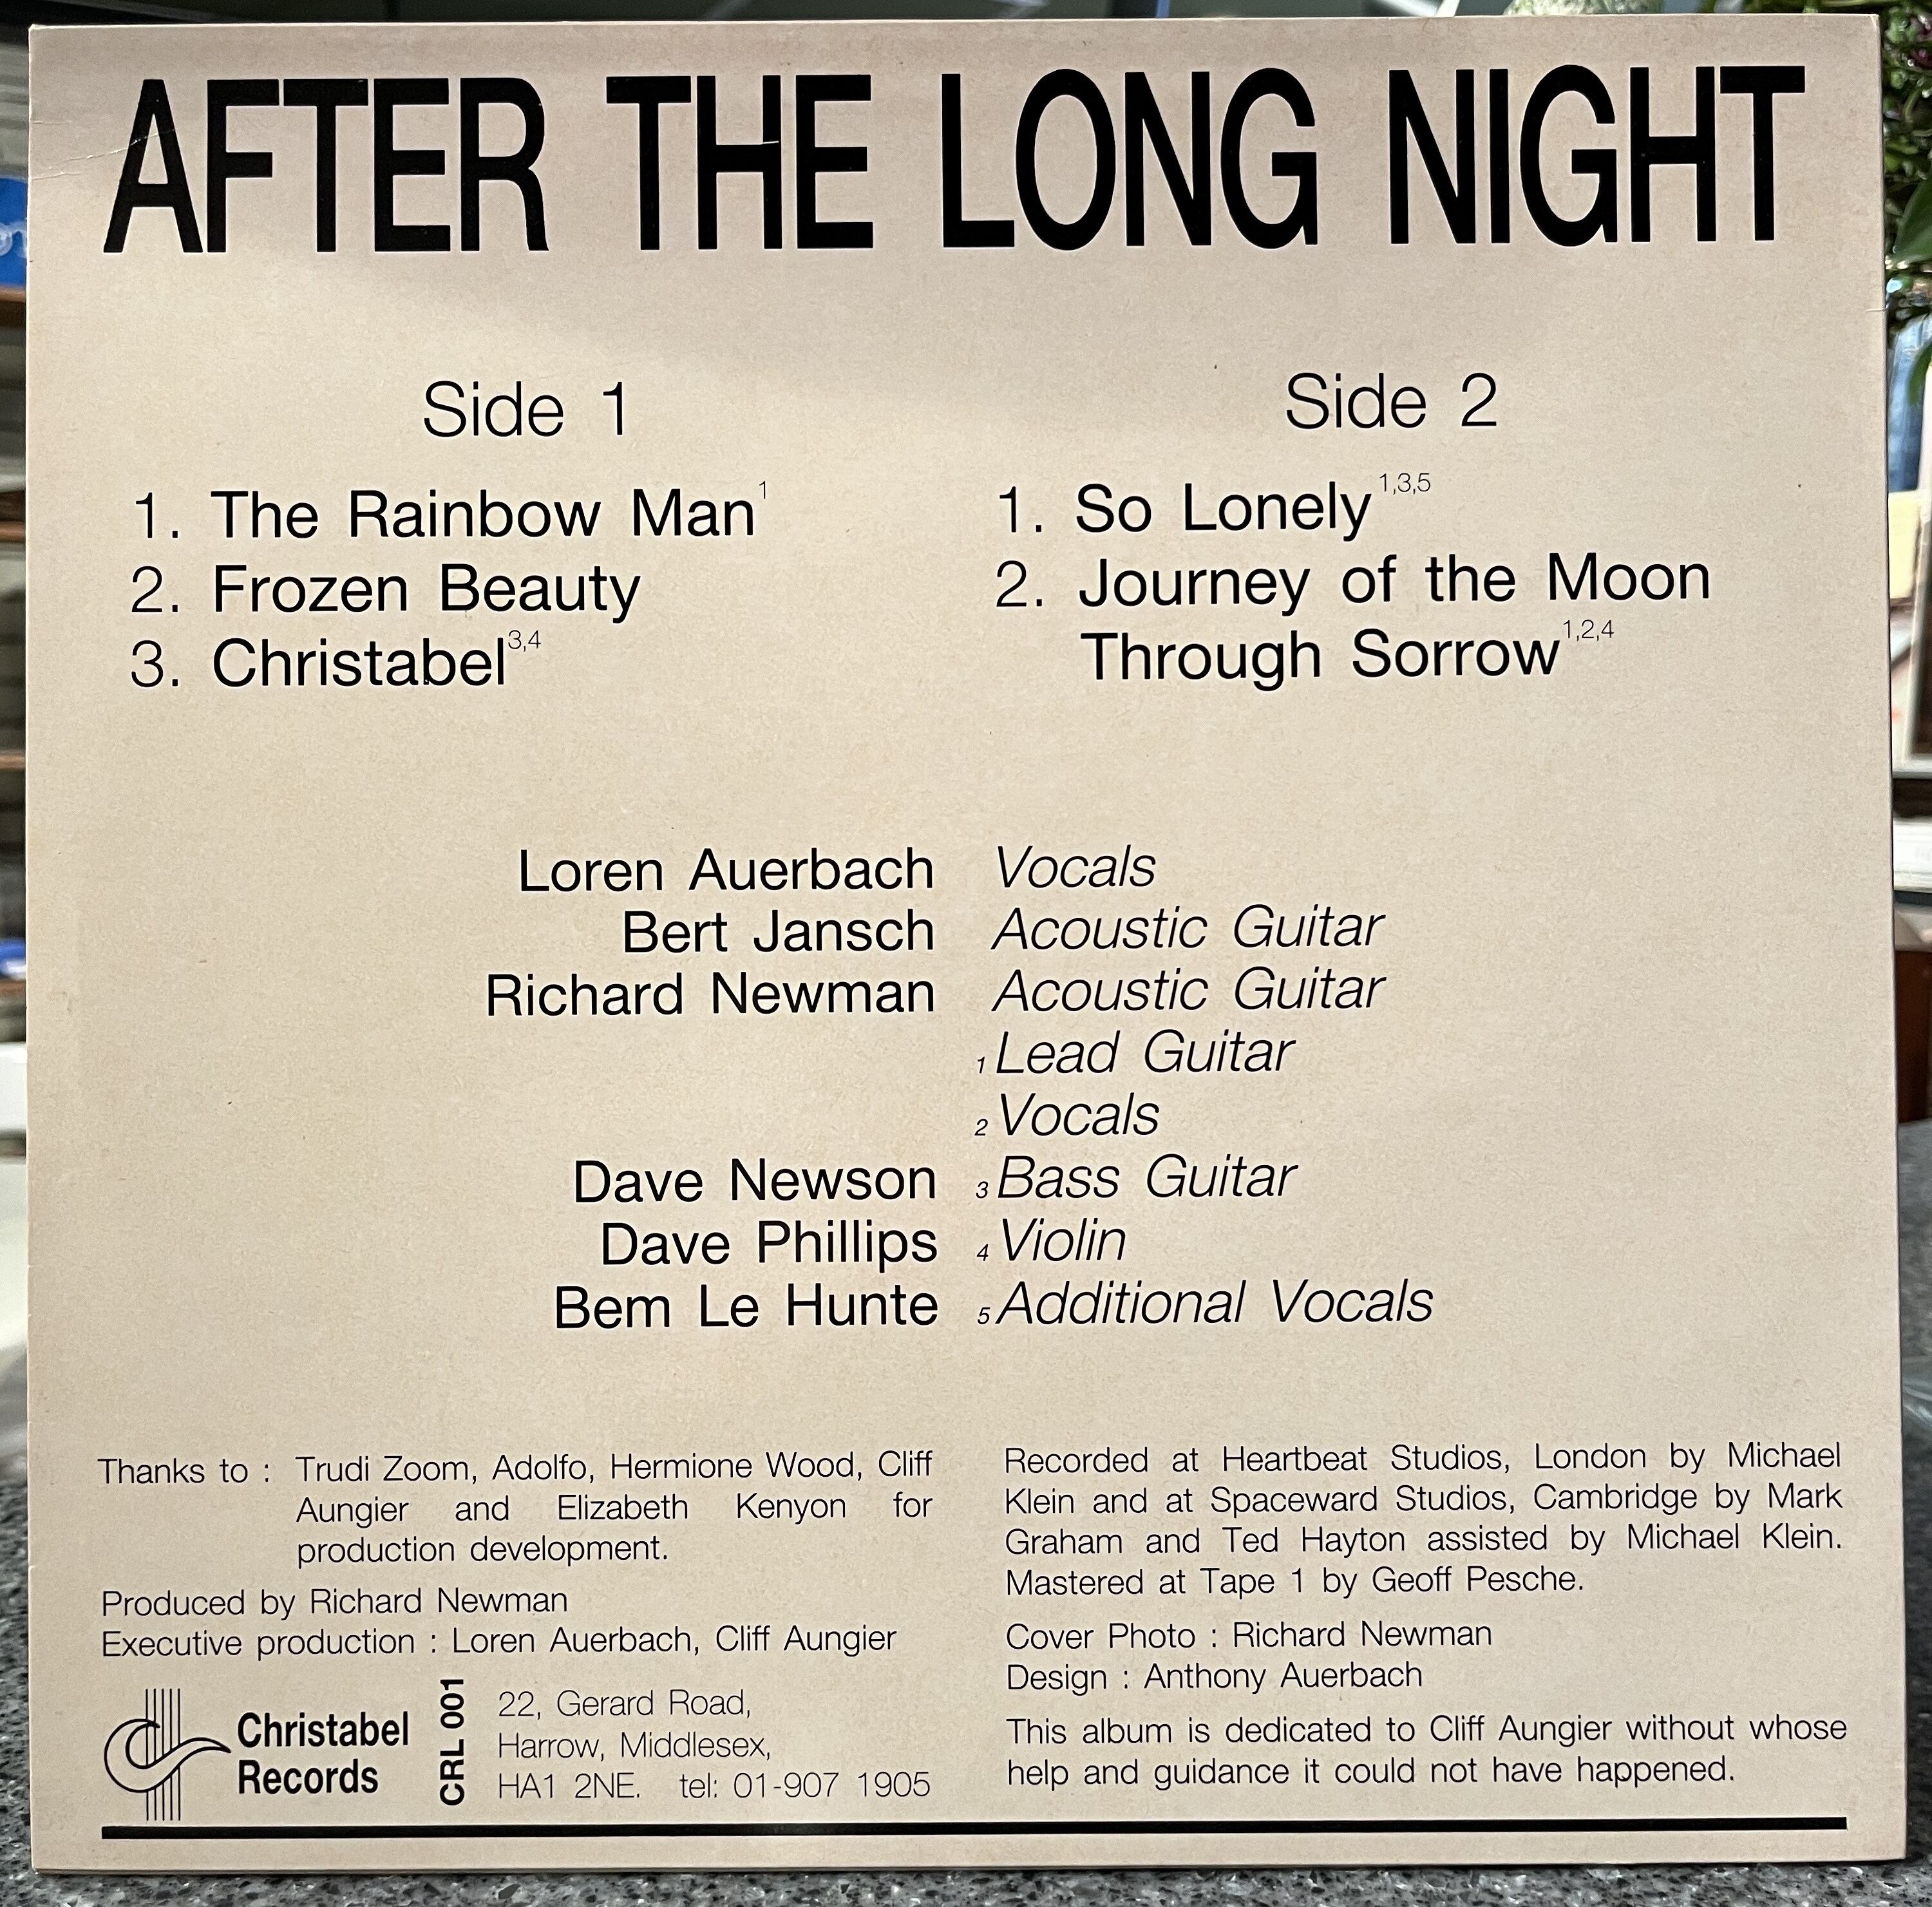 AFTER THE LONG NIGHT
Side 1
1. The Rainbow Man 1
2. Frozen Beauty
3. Christabel 3,4
Side 2
1. So Lonely 1,3,5
2. Journey of the Moon
Through Sorrow 1,2,4
Loren Auerbach Vocals
Bert Jansch Acoustic Guitar
Richard Newman Acoustic Guitar
1 Lead Guitar
2 Vocals
Dave Newson 3 Bass Guitar
Dave Phillips 4 Violin
Bem Le Hunte 5 Additional Vocals
Thanks to : Trudi Zoom, Adolfo, Hermione Wood, Cliff
Aungier and Elizabeth Kenyon for
production development.
Produced by Richard Newman
Executive production : Loren Auerbach, Cliff Aungier
Christabel
Records
CRL 001
22, Gerard Road,
Harrow, Middlesex,
HA1 2NE. tel: 01-907 1905
Recorded at Heartbeat Studios, London by Michael
Klein and at Spaceward Studios, Cambridge by Mark
Graham and Ted Hayton assisted by Michael Klein.
Mastered at Tape 1 by Geoff Pesche.
Cover Photo : Richard Newman
Design : Anthony Auerbach
This album is dedicated to Cliff Aungier without whose
help and guidance it could not have happened.